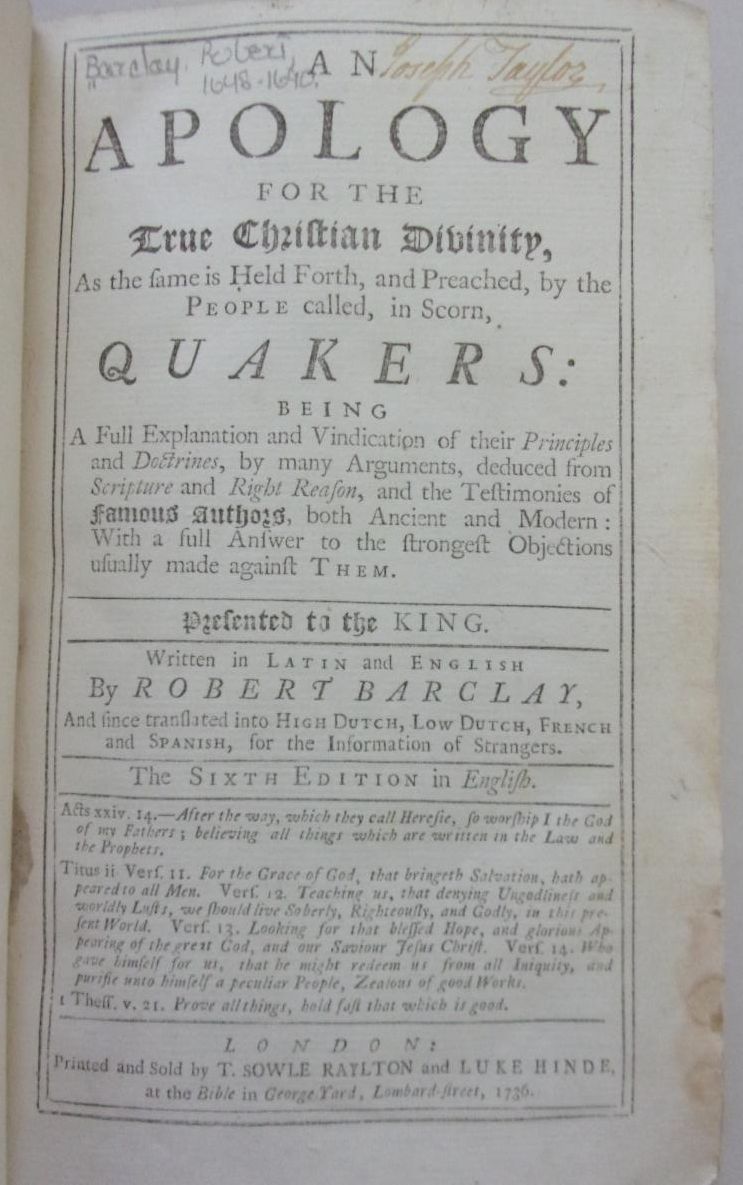 Barclay, Robert, Joseph Taylor
1648-1690.
AN
APOLOGY
FOR THE
True Chriſtian Divinity,
As the ſame is Held Forth, and Preached, by the
PEOPLE called, in Scorn,
QUAKERS:
BEING
A Full Explanation and Vindication of their Principles
and Doctrines, by many Arguments, deduced from
Scripture and Right Reaſon, and the Teſtimonies of
Famous Authors, both Ancient and Modern:
With a full Anſwer to the ſtrongeſt Objections
uſually made againſt THEM.
Preſented to the KING.
Written in LATIN and ENGLISH
By ROBERT BARCLAY,
And ſince tranſlated into HIGH DUTCH, LOW DUTCH, FRENCH
and SPANISH, for the Information of Strangers.
The SIXTH EDITION in Engliſh.
Acts xxiv. 14.—After the way, which they call Hereſie, ſo worſhip I the God
of my Fathers; believing all things which are written in the Law and
the Prophets.
Titus ii Verſ. 11. For the Grace of God, that bringeth Salvation, hath ap-
peared to all Men. Verſ. 12. Teaching us, that denying Ungodlineſs and
worldly Luſts, we ſhould live Soberly, Righteouſly, and Godly, in this pre-
ſent World. Verſ. 13. Looking for that bleſſed Hope, and glorious Ap-
pearing of the great God, and our Saviour Jeſus Chriſt. Verſ. 14. Who
gave himſelf for us, that he might redeem us from all Iniquity, and
purifie unto himſelf a peculiar People, Zealous of good Works.
1 Theſſ. v. 21. Prove all things, hold faſt that which is good.
LONDON:
Printed and Sold by T. SOWLE RAYLTON and LUKE HINDE,
at the Bible in George Yard, Lombard-ſtreet, 1736.